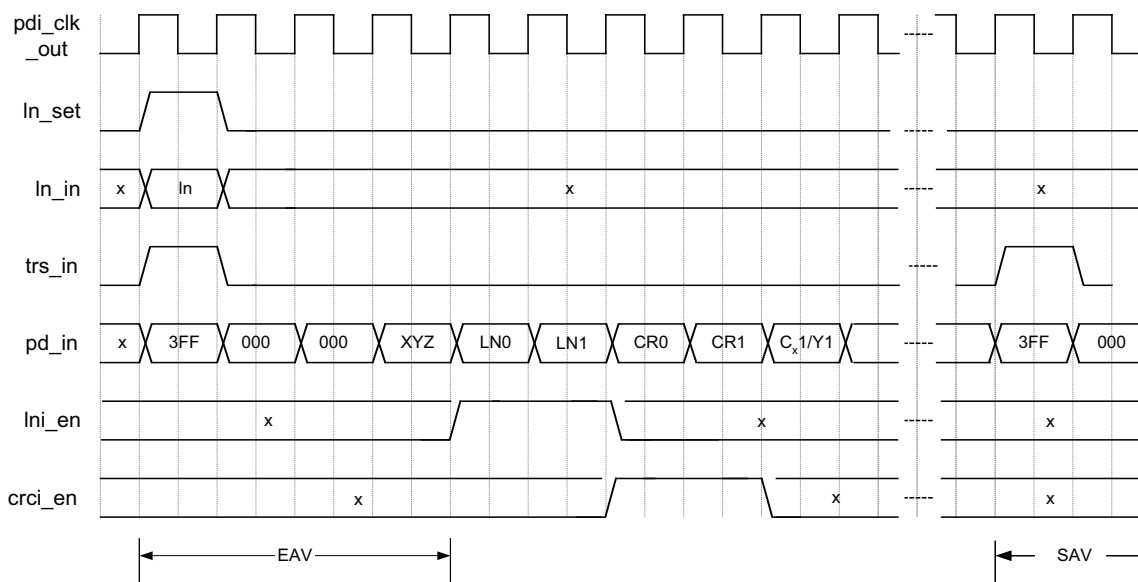 pdi_clk
_out
ln_set
ln_in x ln x x
trs_in
pd_in x 3FF 000 000 XYZ LN0 LN1 CR0 CR1 Cx1/Y1 3FF 000
lni_en x x x
crci_en x x x
EAV SAV